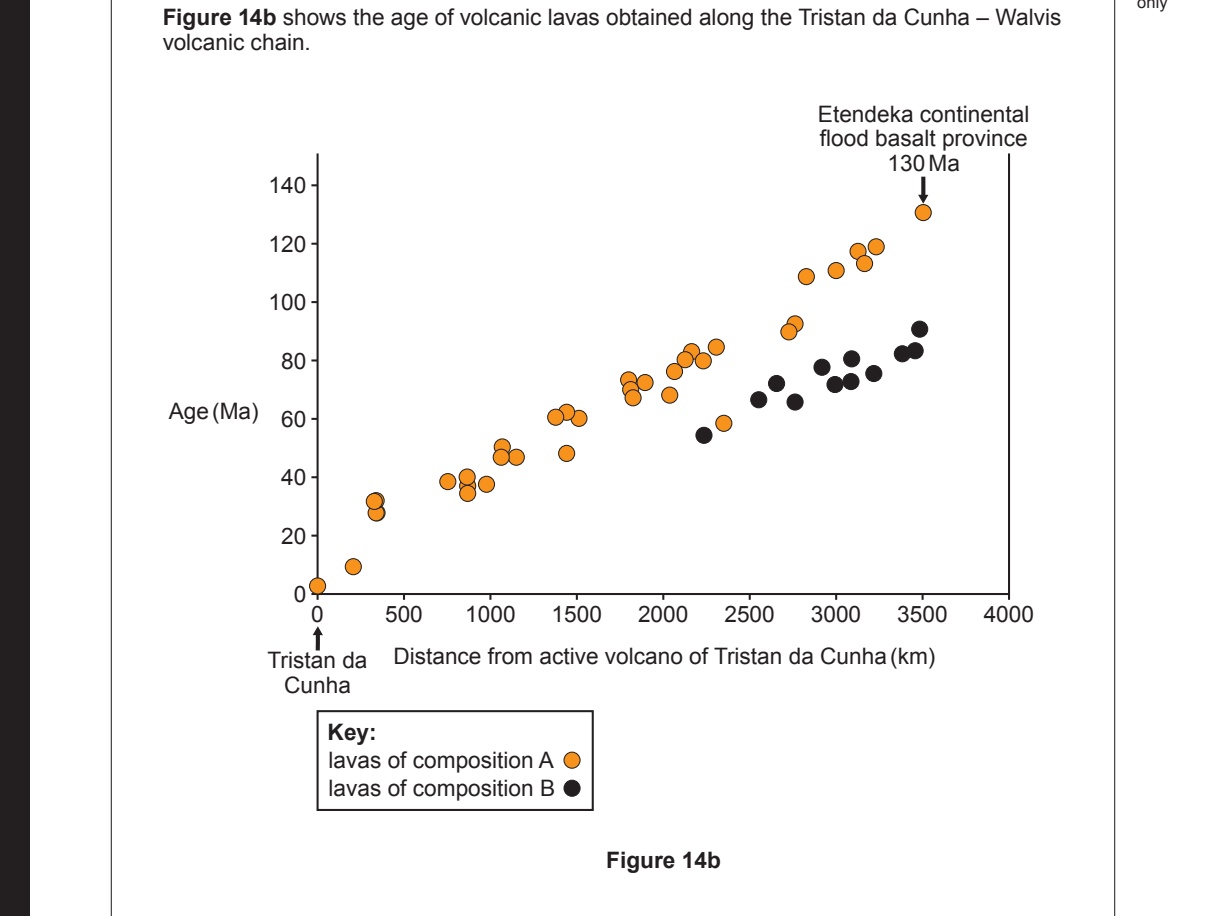 only
Figure 14b shows the age of volcanic lavas obtained along the Tristan da Cunha – Walvis
volcanic chain.
Etendeka continental
flood basalt province
130 Ma
140
120
100
80
60
40
20
0
Age (Ma)
0 500 1000 1500 2000 2500 3000 3500 4000
Tristan da
Cunha
Distance from active volcano of Tristan da Cunha (km)
Key:
lavas of composition A
lavas of composition B
Figure 14b